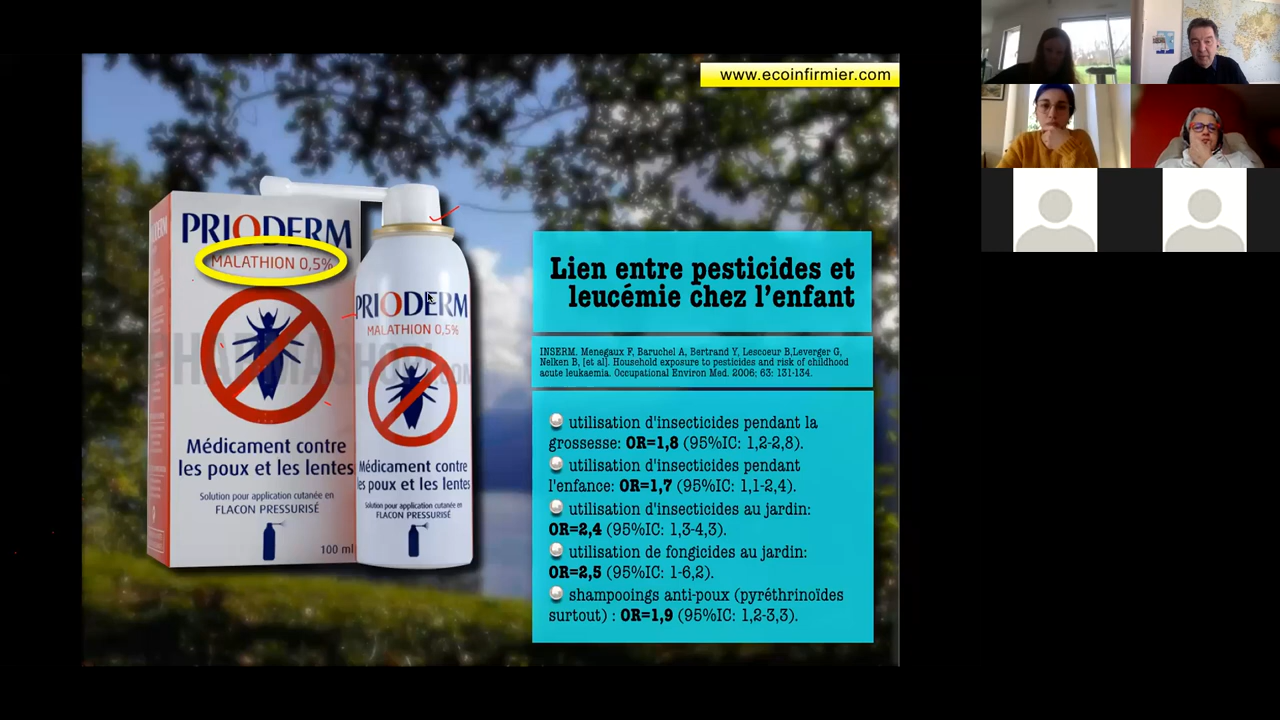 www.ecoinfirmier.com
PRIODERM
MALATHION 0,5%
Médicament contre
les poux et les lentes
Solution pour application cutanée en
FLACON PRESSURISÉ
100 ml
PRIODERM
MALATHION 0,5%
Médicament contre
les poux et les lentes
Solution pour application cutanée en
FLACON PRESSURISÉ
Lien entre pesticides et
leucémie chez l'enfant
INSERM. Menegaux F, Baruchel A, Bertrand Y, Lescoeur B,Leverger G,
Nelken B, [et al]. Household exposure to pesticides and risk of childhood
acute leukaemia. Occupational Environ Med. 2006; 63: 131-134.
utilisation d'insecticides pendant la
grossesse: OR=1,8 (95%IC: 1,2-2,8).
utilisation d'insecticides pendant
l'enfance: OR=1,7 (95%IC: 1,1-2,4).
utilisation d'insecticides au jardin:
OR=2,4 (95%IC: 1,3-4,3).
utilisation de fongicides au jardin:
OR=2,5 (95%IC: 1-6,2).
shampooings anti-poux (pyréthrinoïdes
surtout) : OR=1,9 (95%IC: 1,2-3,3).